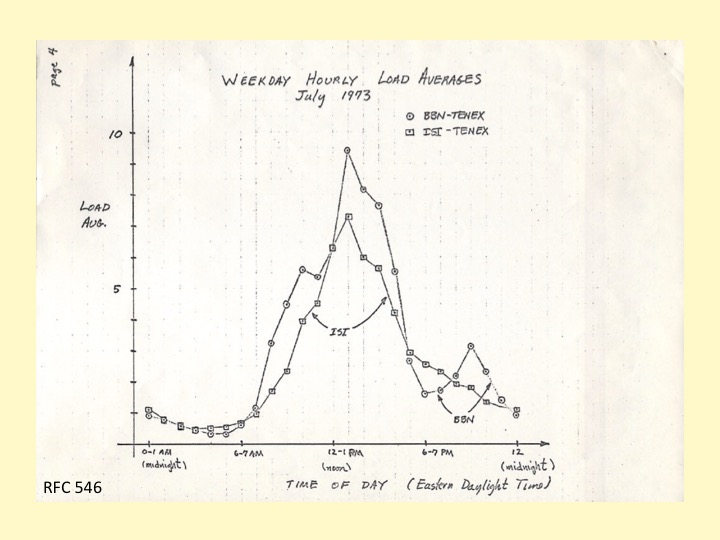 page 4
WEEKDAY HOURLY LOAD AVERAGES
July 1973
BBN-TENEX
ISI-TENEX
10
LOAD
AVG.
5
ISI
BBN
0-1 AM 6-7 AM 12-1 PM 6-7 PM 12
(midnight) (noon) (midnight)
TIME OF DAY (Eastern Daylight Time)
RFC 546